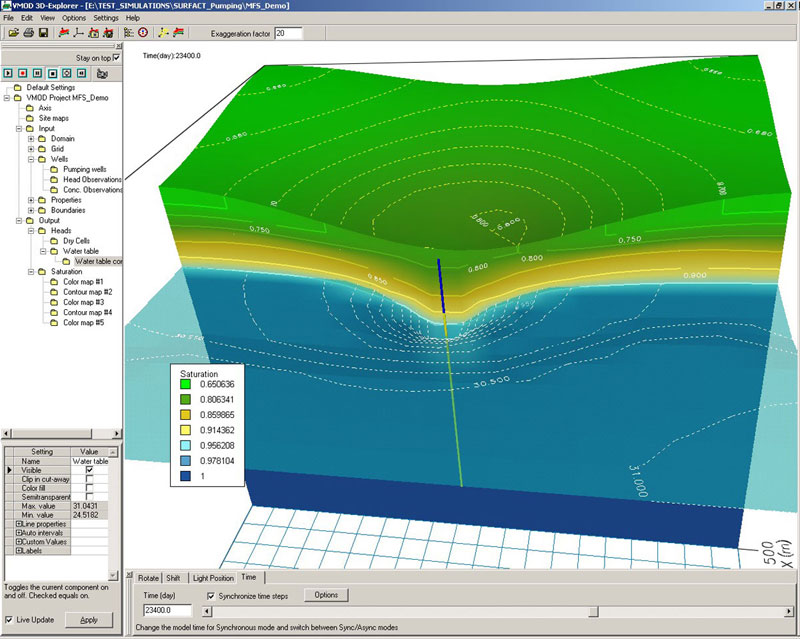 VMOD 3D-Explorer - [E:\TEST_SIMULATIONS\SURFACT_Pumping\MFS_Demo]
File Edit View Options Settings Help
Exaggeration factor 20
Stay on top
Time(day):23400.0
Default Settings
VMOD Project MFS_Demo
Axis
Site maps
Input
Domain
Grid
Wells
Pumping wells
Head Observations
Conc. Observations
Properties
Boundaries
Output
Heads
Dry Cells
Water table
Water table con
Saturation
Color map #1
Contour map #2
Color map #3
Contour map #4
Color map #5
0.680
0.680
0.700
0.800
0.800
0.750
0.750
0.800
0.800
0.850
0.900
30.500
31.000
500
X (m)
Saturation
0.650636
0.806341
0.859865
0.914362
0.956208
0.978104
1
Setting Value
Name Water table
Visible
Clip in cut-away
Color fill
Semitransparent
Max. value 31.0431
Min. value 24.5182
Line properties
Auto intervals
Custom Values
Labels
Toggles the current component on
and off. Checked equals on.
Live Update Apply
Rotate Shift Light Position Time
Time (day) Synchronize time steps Options
23400.0
Change the model time for Synchronous mode and switch between Sync/Async modes